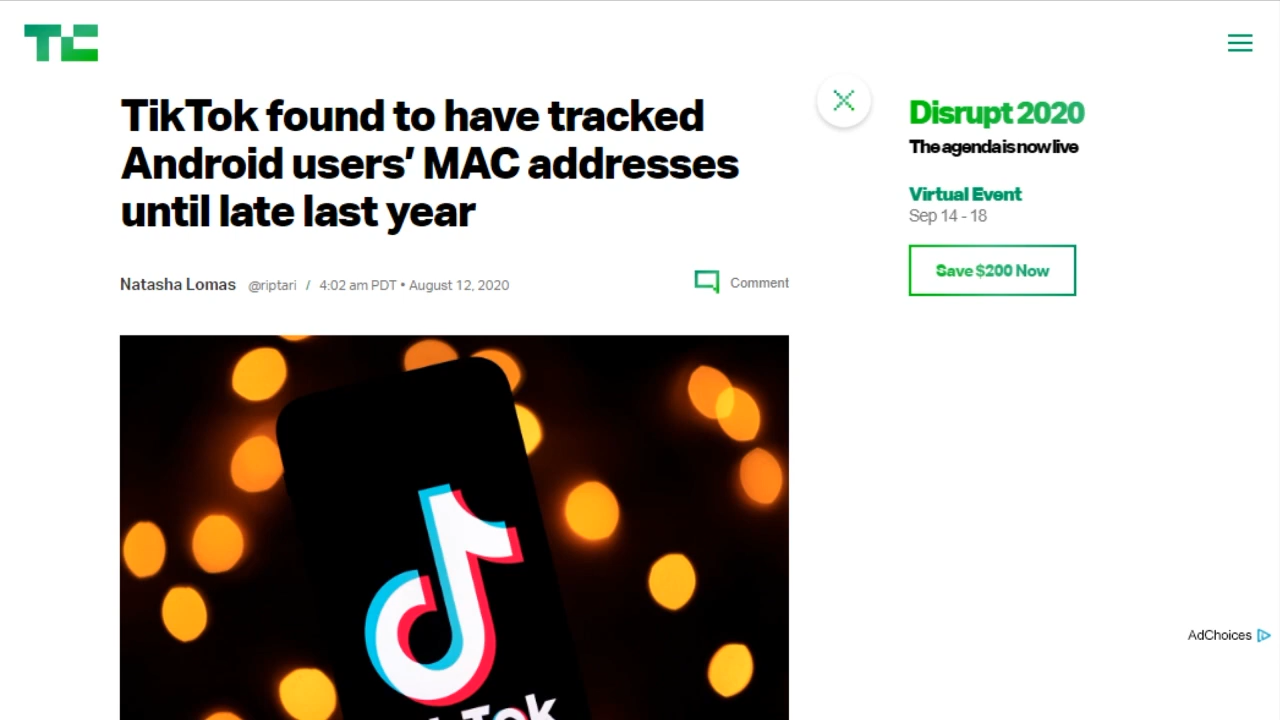 TC
TikTok found to have tracked
Android users' MAC addresses
until late last year
Natasha Lomas @riptari / 4:02 am PDT • August 12, 2020
Comment
Disrupt 2020
The agenda is now live
Virtual Event
Sep 14 - 18
Save $200 Now
TikTok
AdChoices